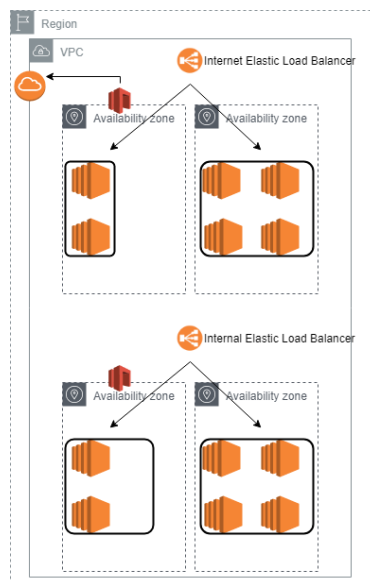 Region
VPC
Internet Elastic Load Balancer
Availability zone
Availability zone
Internal Elastic Load Balancer
Availability zone
Availability zone